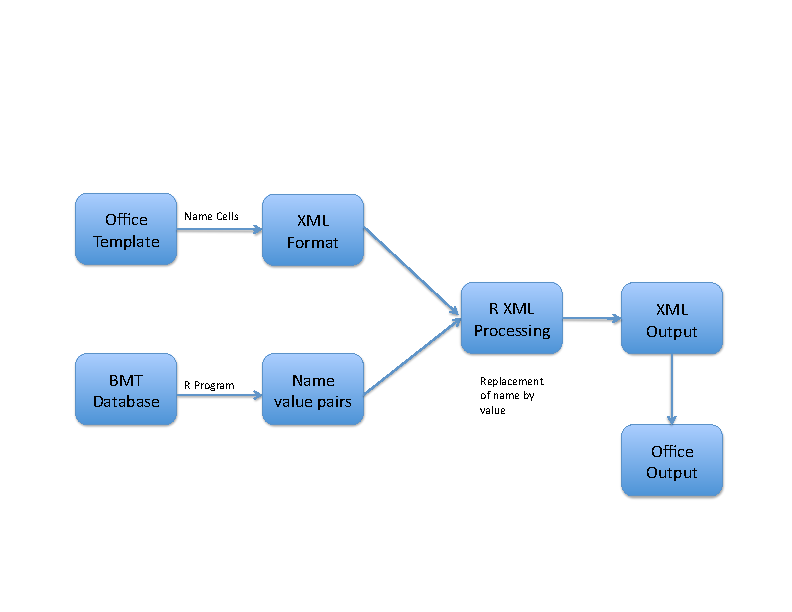 Office
Template
Name Cells
XML
Format
R XML
Processing
XML
Output
BMT
Database
R Program
Name
value pairs
Replacement
of name by
value
Office
Output